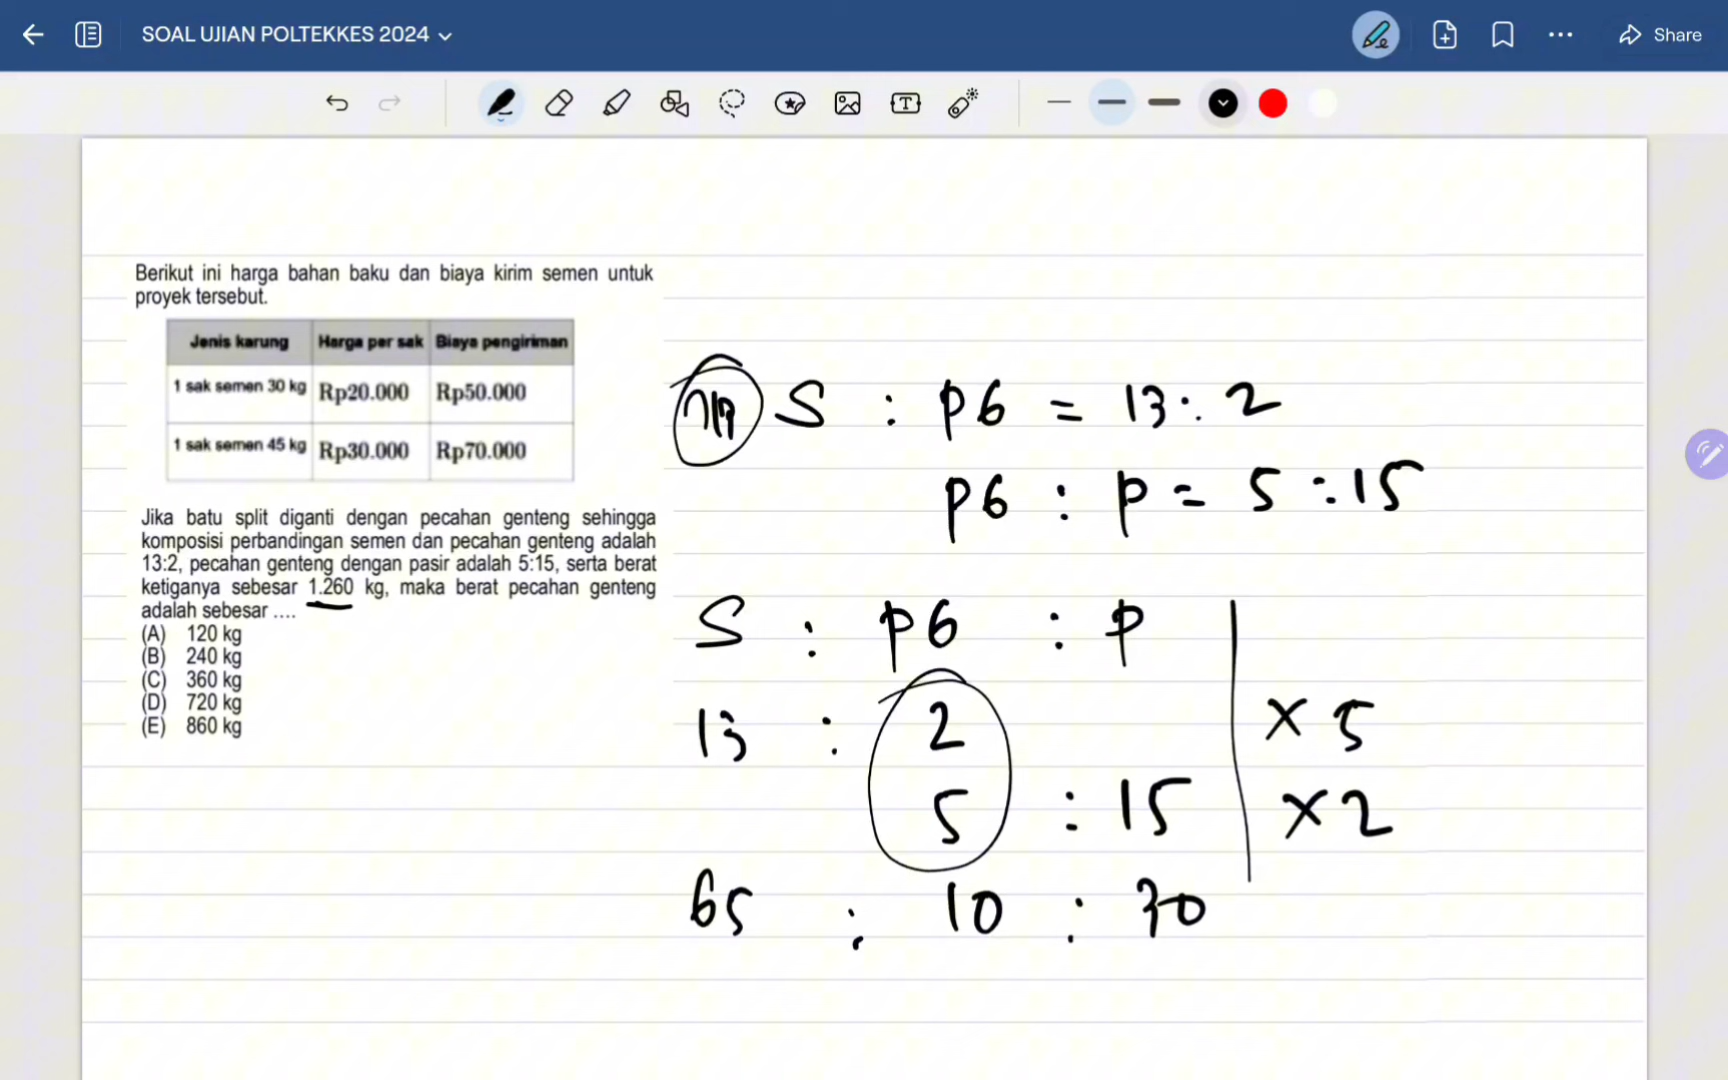 SOAL UJIAN POLTEKKES 2024
Share
Berikut ini harga bahan baku dan biaya kirim semen untuk
proyek tersebut.
Jenis karung Harga per sak Biaya pengiriman
1 sak semen 30 kg Rp20.000 Rp50.000
1 sak semen 45 kg Rp30.000 Rp70.000
Jika batu split diganti dengan pecahan genteng sehingga
komposisi perbandingan semen dan pecahan genteng adalah
13:2, pecahan genteng dengan pasir adalah 5:15, serta berat
ketiganya sebesar 1.260 kg, maka berat pecahan genteng
adalah sebesar ....
(A) 120 kg
(B) 240 kg
(C) 360 kg
(D) 720 kg
(E) 860 kg
S : P6 = 13 : 2
P6 : P = 5 : 15
S : P6 : P
13 : 2 × 5
5 : 15 × 2
65 : 10 : 30